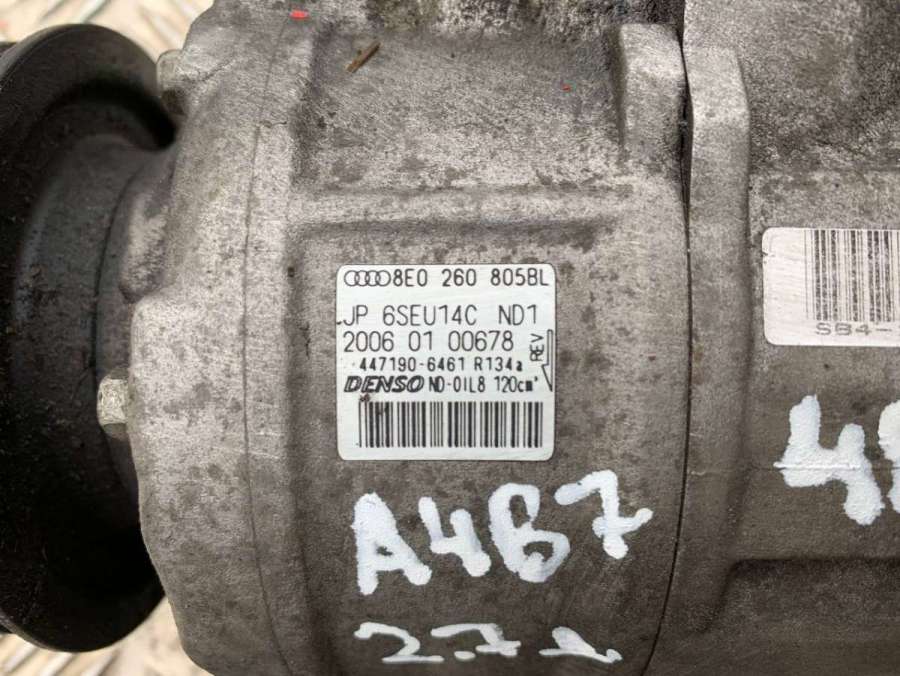 8E0 260 805BL
JP 6SEU14C ND1
2006 01 00678
REV
447190-6461 R134a
DENSO ND-OIL8 120cm³
SB4-
A4B7
2.7